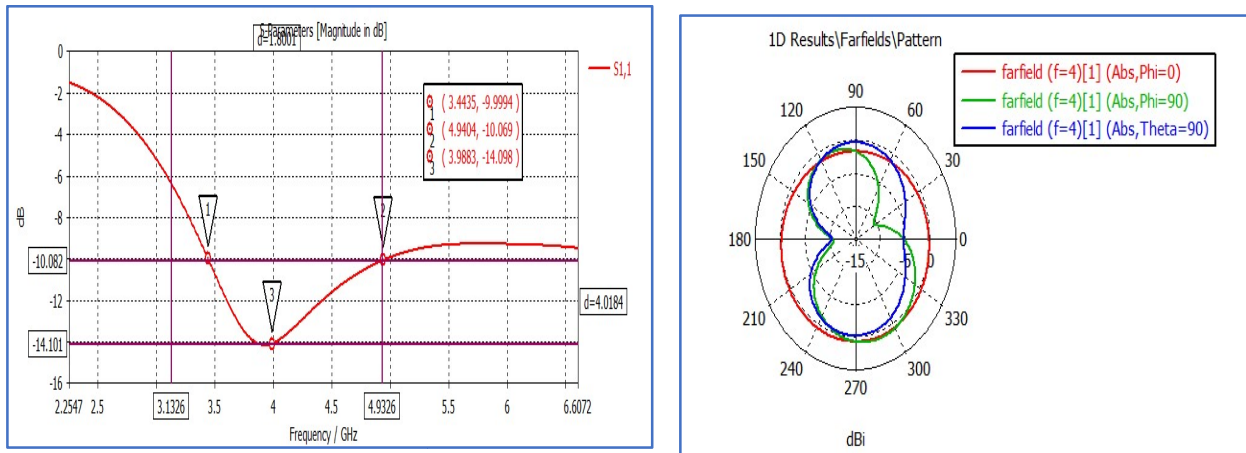 S-Parameters [Magnitude in dB]
d=1.8001
S1,1
1 ( 3.4435, -9.9994 )
2 ( 4.9404, -10.069 )
3 ( 3.9883, -14.098 )
0
-2
-4
-6
-8
-10.082
-12
-14.101
-16
dB
1
2
3
d=4.0184
2.2547 2.5 3.1326 3.5 4 4.5 4.9326 5.5 6 6.6072
Frequency / GHz
1D Results\Farfields\Pattern
farfield (f=4)[1] (Abs,Phi=0)
farfield (f=4)[1] (Abs,Phi=90)
farfield (f=4)[1] (Abs,Theta=90)
90
120 60
150 30
180 -15 -5 0 0
210 330
240 300
270
dBi